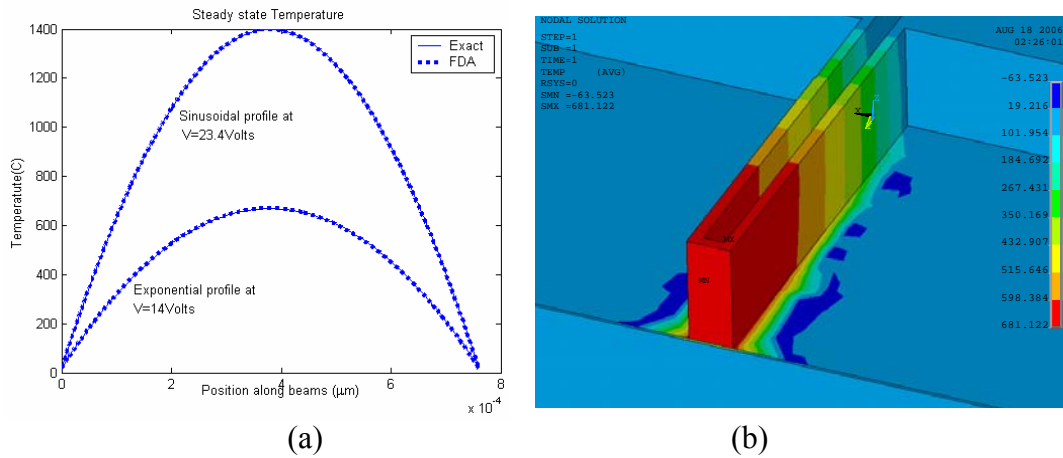 Steady state Temperature
1400
1200
1000
800
600
400
200
0
Temperatute(C)
Exact
FDA
Sinusoidal profile at
V=23.4Volts
Exponential profile at
V=14Volts
0
2
4
6
8
Position along beams (μm)
x 10-4
(a)
NODAL SOLUTION
STEP=1
SUB =1
TIME=1
TEMP (AVG)
RSYS=0
SMN =-63.523
SMX =681.122
AUG 18 2006
02:26:01
X
Z
MX
MN
-63.523
19.216
101.954
184.692
267.431
350.169
432.907
515.646
598.384
681.122
(b)